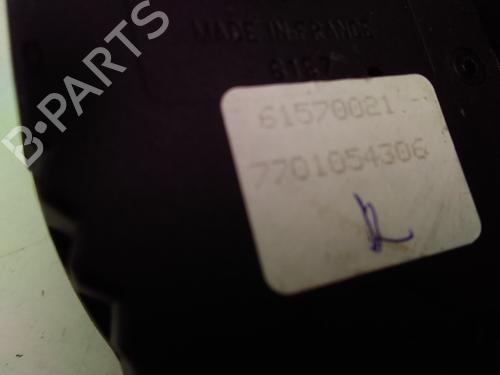 MADE IN FRANCE
61570021 -
7701054306
B-PARTS